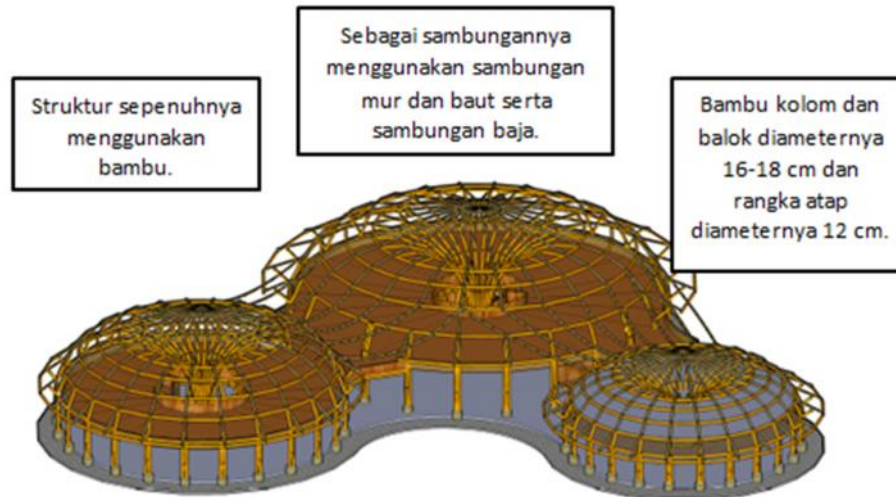 Struktur sepenuhnya
menggunakan
bambu.
Sebagai sambungannya
menggunakan sambungan
mur dan baut serta
sambungan baja.
Bambu kolom dan
balok diameternya
16-18 cm dan
rangka atap
diameternya 12 cm.